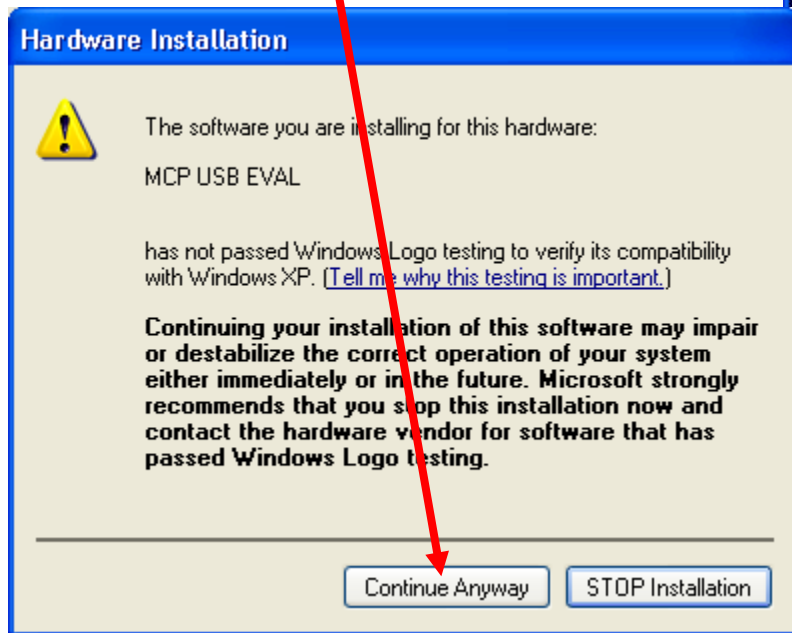 Hardware Installation
The software you are installing for this hardware:
MCP USB EVAL
has not passed Windows Logo testing to verify its compatibility
with Windows XP. (Tell me why this testing is important.)
Continuing your installation of this software may impair
or destabilize the correct operation of your system
either immediately or in the future. Microsoft strongly
recommends that you stop this installation now and
contact the hardware vendor for software that has
passed Windows Logo testing.
Continue Anyway
STOP Installation